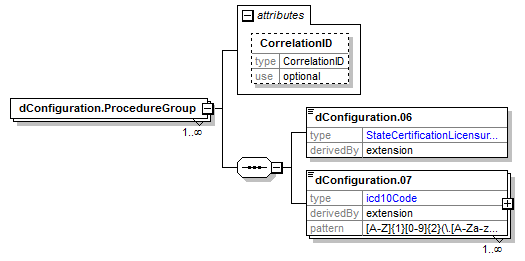 attributes
CorrelationID
type CorrelationID
use optional
dConfiguration.ProcedureGroup
1..∞
dConfiguration.06
type StateCertificationLicensur...
derivedBy extension
dConfiguration.07
type icd10Code
derivedBy extension
pattern [A-Z]{1}[0-9]{2}(\.[A-Za-z...
1..∞